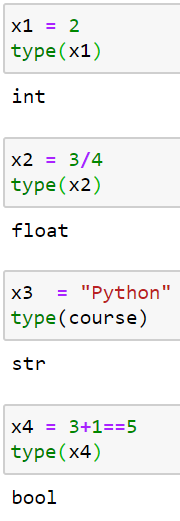 x1 = 2
type(x1)
int
x2 = 3/4
type(x2)
float
x3  = "Python"
type(course)
str
x4 = 3+1==5
type(x4)
bool